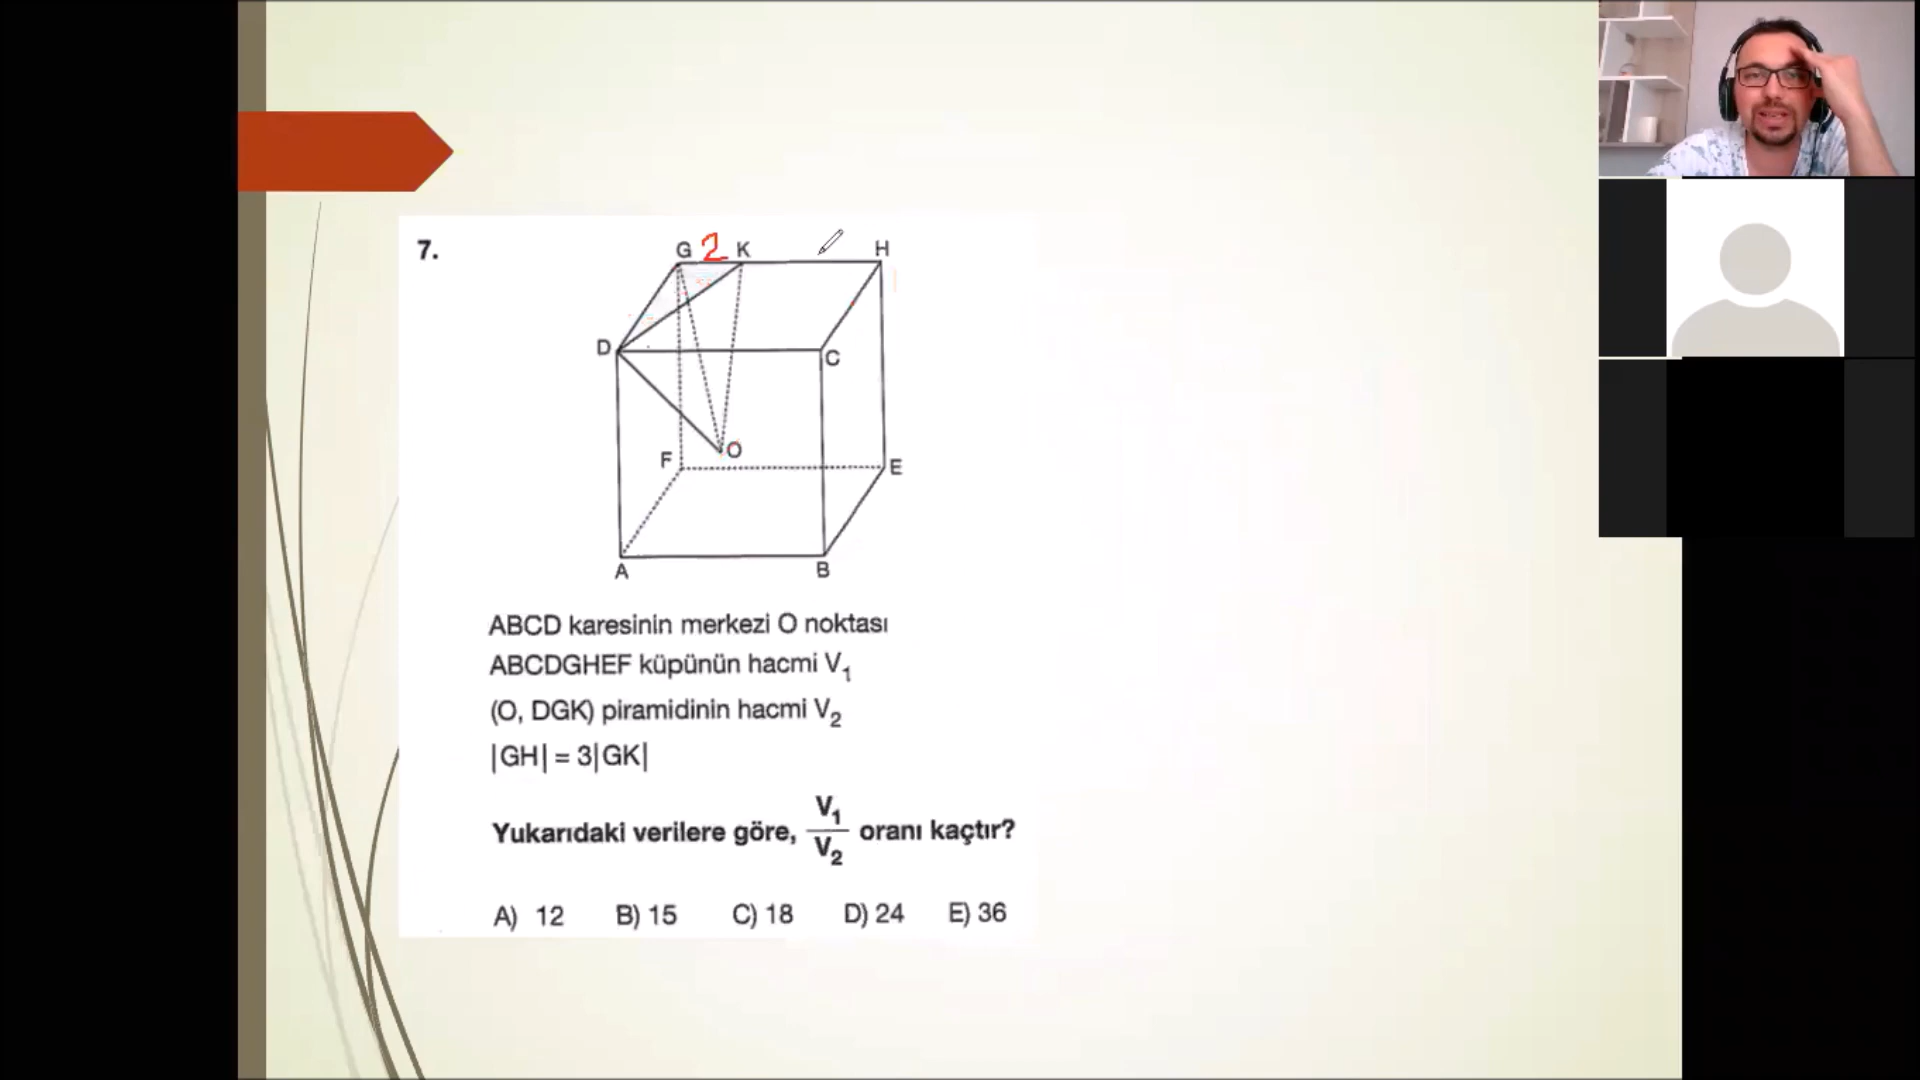 7.
G 2 K H
D C
O
F E
A B
ABCD karesinin merkezi O noktası
ABCDGHEF küpünün hacmi V₁
(O, DGK) piramidinin hacmi V₂
|GH| = 3|GK|
Yukarıdaki verilere göre, V₁/V₂ oranı kaçtır?
A) 12 B) 15 C) 18 D) 24 E) 36